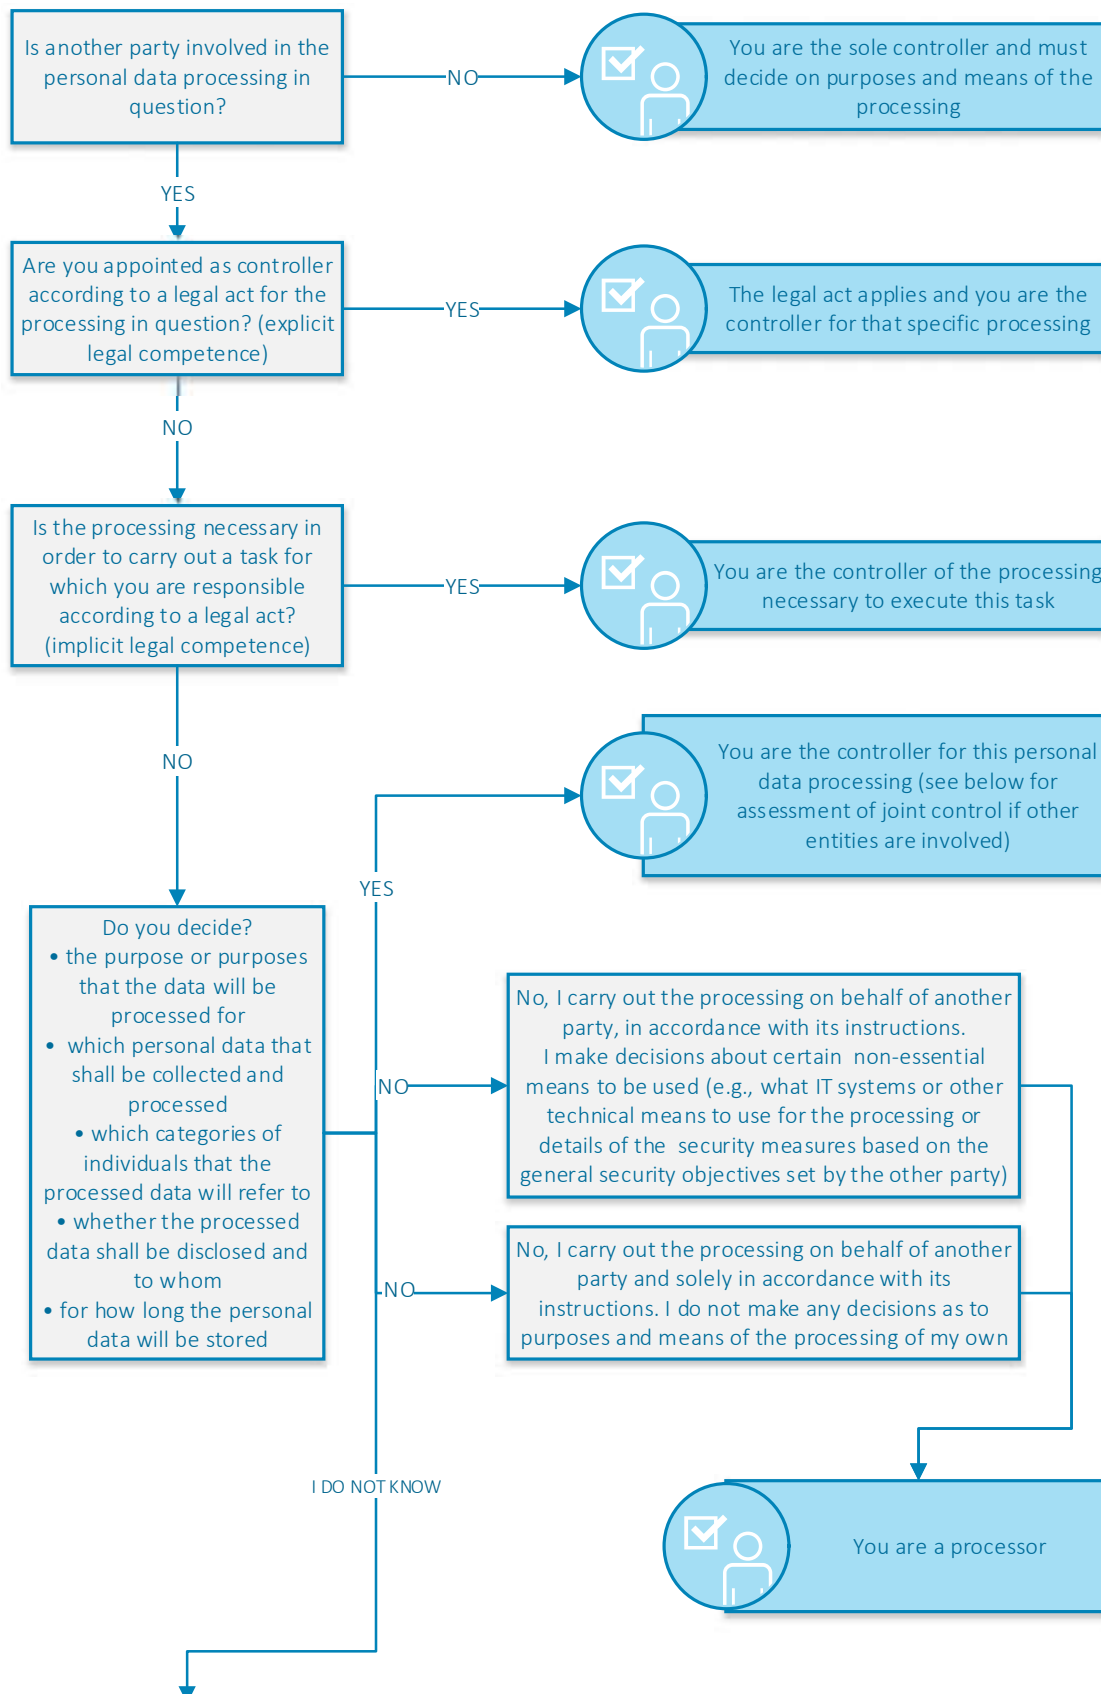 Is another party involved in the
personal data processing in
question?
NO
You are the sole controller and must
decide on purposes and means of the
processing
YES
Are you appointed as controller
according to a legal act for the
processing in question? (explicit
legal competence)
YES
The legal act applies and you are the
controller for that specific processing
NO
Is the processing necessary in
order to carry out a task for
which you are responsible
according to a legal act?
(implicit legal competence)
YES
You are the controller of the processing
necessary to execute this task
NO
You are the controller for this personal
data processing (see below for
assessment of joint control if other
entities are involved)
YES
Do you decide?
• the purpose or purposes
that the data will be
processed for
• which personal data that
shall be collected and
processed
• which categories of
individuals that the
processed data will refer to
• whether the processed
data shall be disclosed and
to whom
• for how long the personal
data will be stored
NO
No, I carry out the processing on behalf of another
party, in accordance with its instructions.
I make decisions about certain non-essential
means to be used (e.g., what IT systems or other
technical means to use for the processing or
details of the security measures based on the
general security objectives set by the other party)
NO
No, I carry out the processing on behalf of another
party and solely in accordance with its
instructions. I do not make any decisions as to
purposes and means of the processing of my own
I DO NOT KNOW
You are a processor